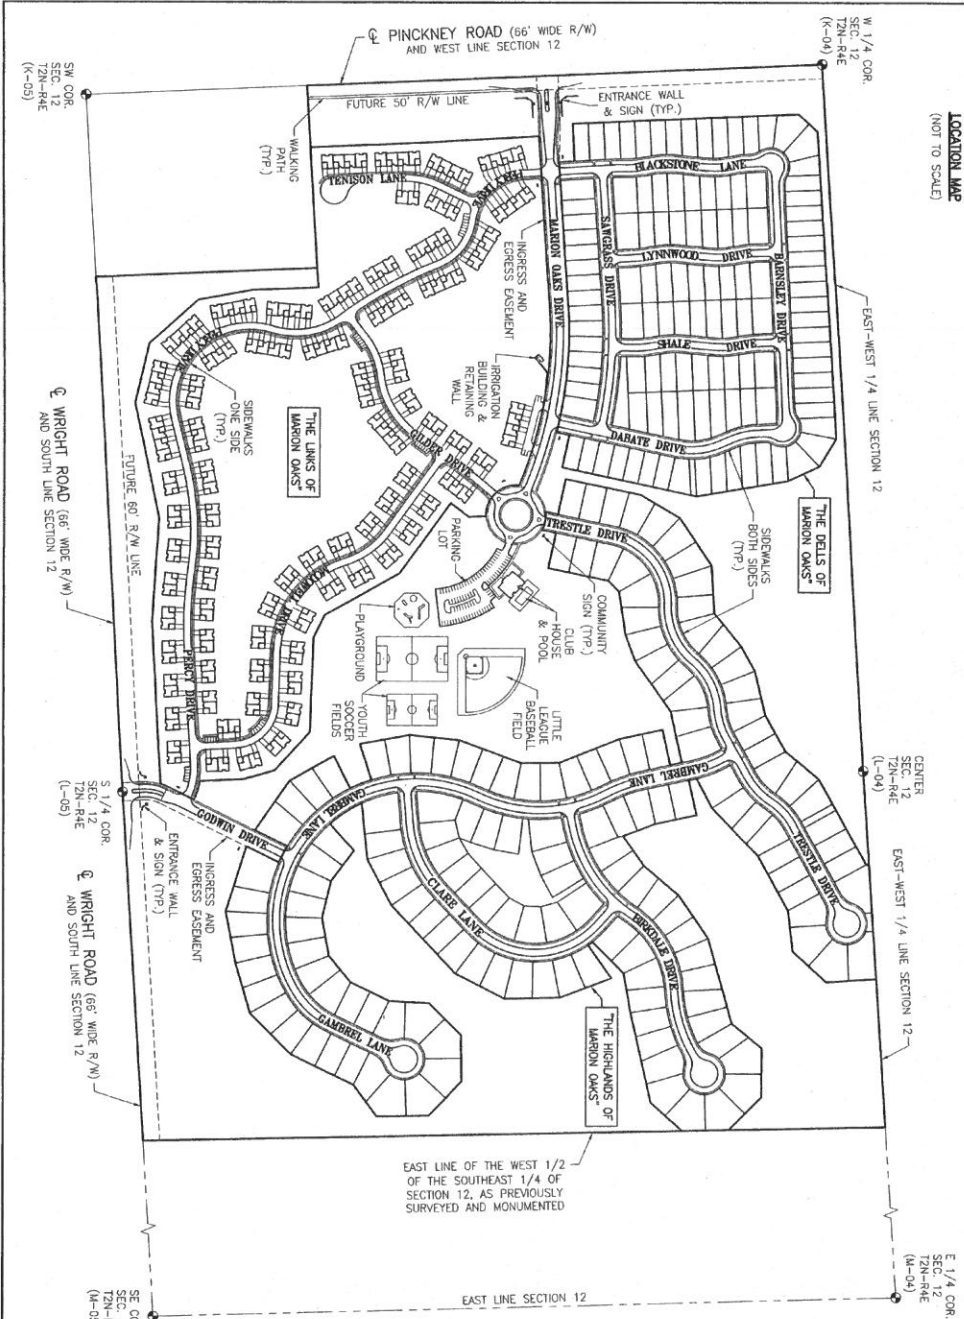 LOCATION MAP
(NOT TO SCALE)
W 1/4 COR.
SEC. 12
T2N-R4E
(K-04)
℄ PINCKNEY ROAD (66' WIDE R/W)
AND WEST LINE SECTION 12
SW COR.
SEC. 12
T2N-R4E
(K-05)
FUTURE 50' R/W LINE
ENTRANCE WALL
& SIGN (TYP.)
WALKING
PATH
(TYP.)
TENISON LANE
PERCY DRIVE
BLACKSTONE LANE
INGRESS AND
EGRESS EASEMENT
MARION OAKS DRIVE
SAWGRASS DRIVE
LYNNWOOD DRIVE
BARNSLEY DRIVE
SHALE DRIVE
EAST-WEST 1/4 LINE SECTION 12
IRRIGATION
BUILDING &
RETAINING
WALL
PERCY DRIVE
SIDEWALKS
ONE SIDE
(TYP.)
"THE LINKS OF
MARION OAKS"
GILDER DRIVE
DABATE DRIVE
"THE DELLS OF
MARION OAKS"
℄ WRIGHT ROAD (66' WIDE R/W)
AND SOUTH LINE SECTION 12
FUTURE 60' R/W LINE
TRESTLE DRIVE
SIDEWALKS
BOTH SIDES
(TYP.)
PARKING
LOT
COMMUNITY
SIGN (TYP.)
CLUB
HOUSE
& POOL
DRIVE
PLAYGROUND
YOUTH
SOCCER
FIELDS
LITTLE
LEAGUE
BASEBALL
FIELD
PERCY DRIVE
CENTER
SEC. 12
T2N-R4E
(L-04)
GAMBREL LANE
GAMBREL LANE
TRESTLE DRIVE
S 1/4 COR.
SEC. 12
T2N-R4E
(L-05)
GODWIN DRIVE
ENTRANCE WALL
& SIGN (TYP.)
INGRESS AND
EGRESS EASEMENT
CLARE LANE
BIRKDALE DRIVE
EAST-WEST 1/4 LINE SECTION 12
℄ WRIGHT ROAD (66' WIDE R/W)
AND SOUTH LINE SECTION 12
GAMBREL LANE
"THE HIGHLANDS OF
MARION OAKS"
EAST LINE OF THE WEST 1/2
OF THE SOUTHEAST 1/4 OF
SECTION 12, AS PREVIOUSLY
SURVEYED AND MONUMENTED
E 1/4 COR.
SEC. 12
T2N-R4E
(M-04)
EAST LINE SECTION 12
SE
SEC.